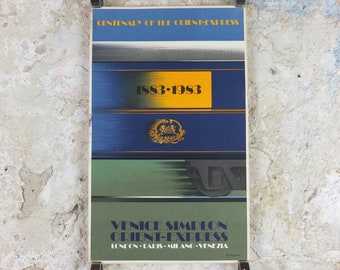 CENTENARY OF THE ORIENT-EXPRESS
1883·1983
VENICE SIMPLON
ORIENT-EXPRESS
LONDON·PARIS·MILANO·VENEZIA